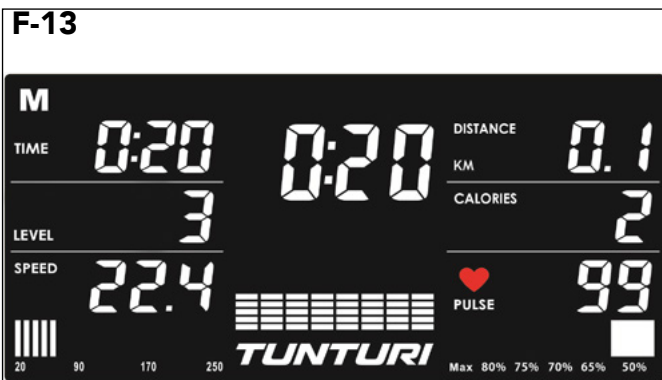 F-13
M
TIME 0:20
0:20
DISTANCE
KM 0.1
LEVEL 3
CALORIES 2
SPEED 22.4
PULSE 99
20 90 170 250
TUNTURI
Max 80% 75% 70% 65% 50%